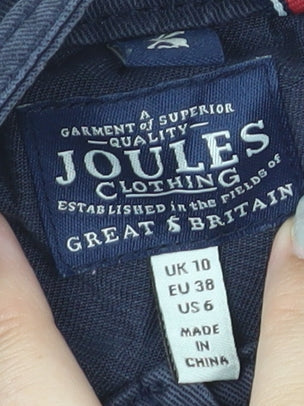 A
GARMENT of SUPERIOR
QUALITY
JOULES
CLOTHING
ESTABLISHED in the FIELDS of
GREAT BRITAIN
UK 10
EU 38
US 6
MADE
IN
CHINA